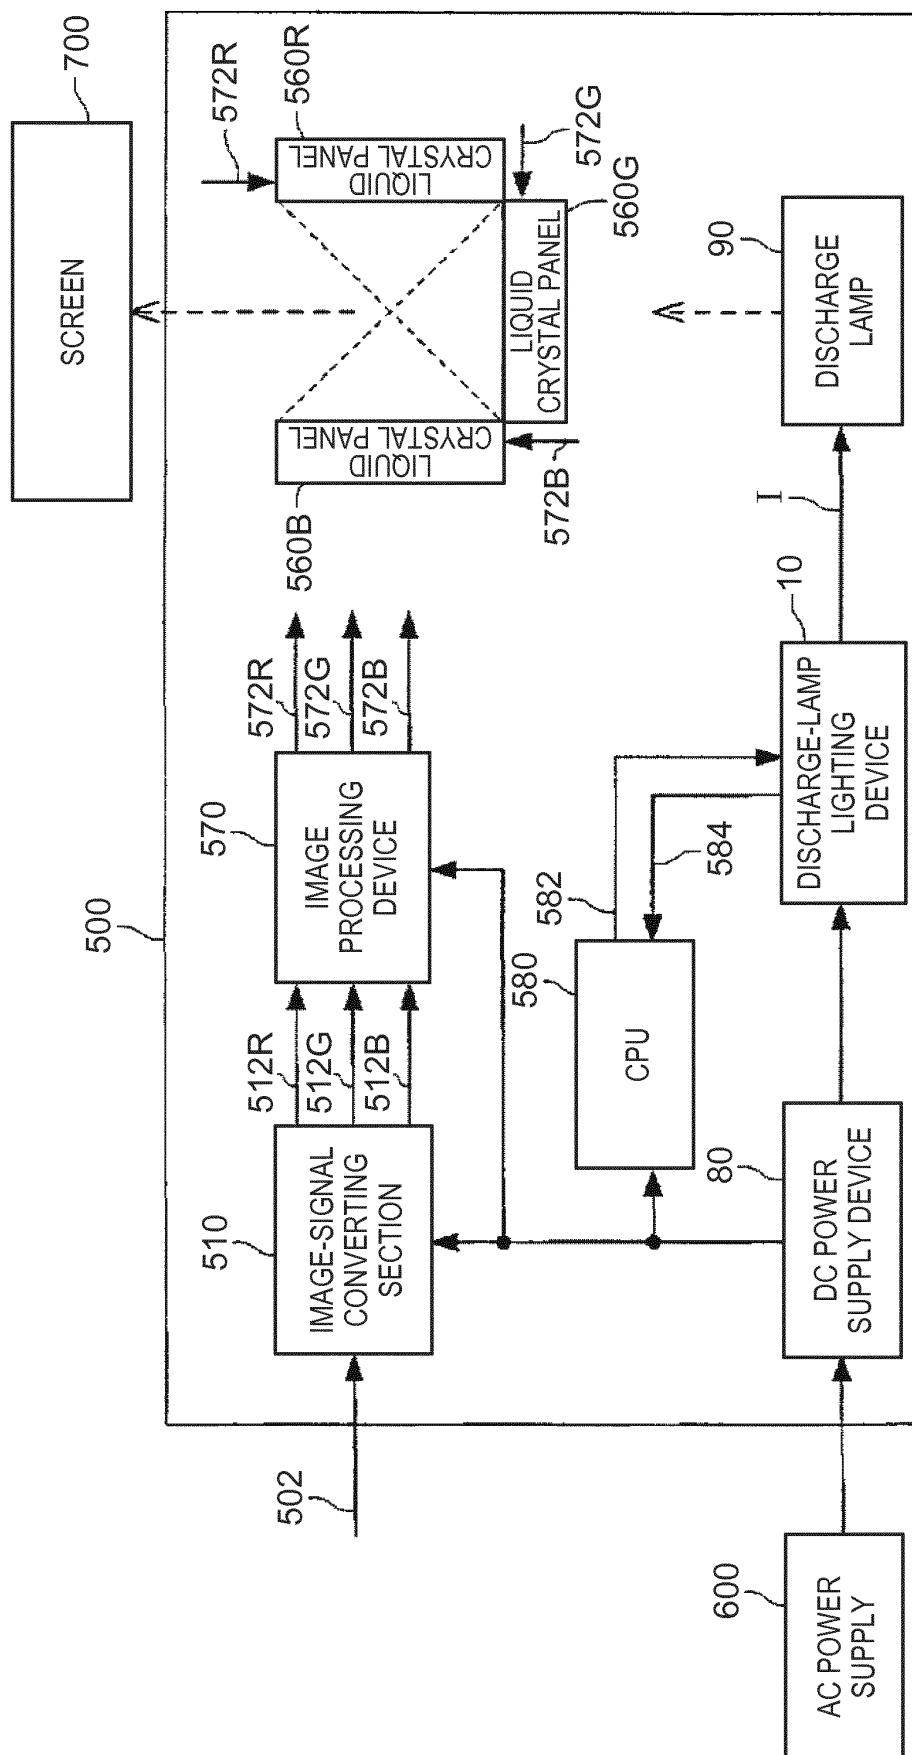 700
SCREEN
500
572R
LIQUID
CRYSTAL PANEL
560R
572G
LIQUID
CRYSTAL PANEL
560G
LIQUID
CRYSTAL PANEL
560B
572B
502
510
IMAGE-SIGNAL
CONVERTING
SECTION
512R
512G
512B
570
IMAGE
PROCESSING
DEVICE
572R
572G
572B
580
CPU
582
584
600
AC POWER
SUPPLY
80
DC POWER
SUPPLY DEVICE
10
DISCHARGE-LAMP
LIGHTING
DEVICE
I
90
DISCHARGE
LAMP